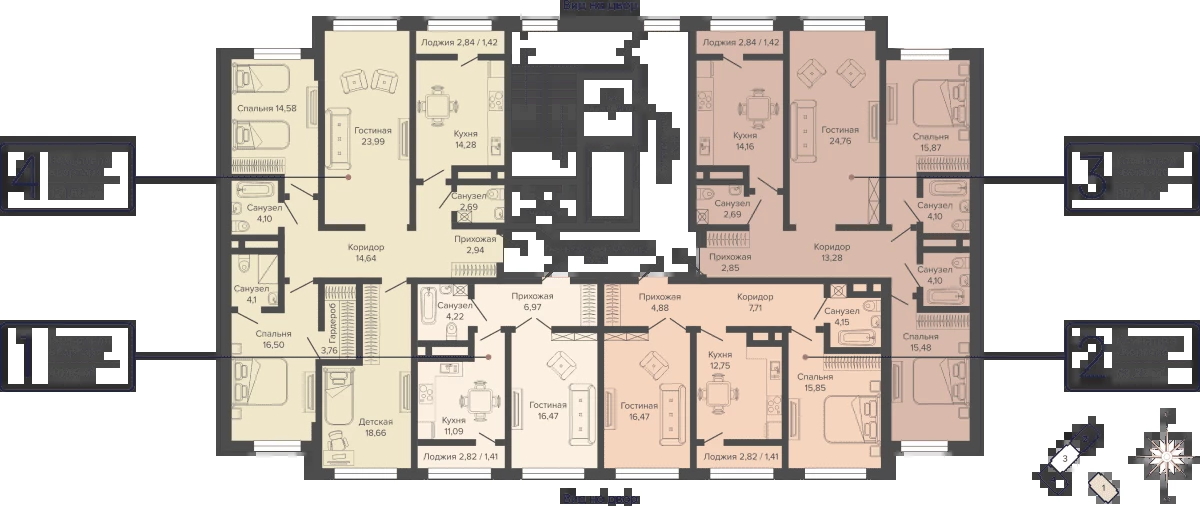 Лоджия 2,84 / 1,42
Лоджия 2,84 / 1,42
Спальня 14,58
Гостиная
23,99
Кухня
14,28
Кухня
14,16
Гостиная
24,76
Спальня
15,87
4
3
Санузел
4,10
Санузел
2,69
Санузел
2,69
Санузел
4,10
Коридор
14,64
Прихожая
2,94
Прихожая
2,85
Коридор
13,28
Санузел
4,1
Санузел
4,10
Гардероб
3,76
Санузел
4,22
Прихожая
6,97
Прихожая
4,88
Коридор
7,71
Санузел
4,15
Спальня
16,50
Спальня
15,48
1
2
Кухня
12,75
Спальня
15,85
Детская
18,66
Кухня
11,09
Гостиная
16,47
Гостиная
16,47
Лоджия 2,82 / 1,41
Лоджия 2,82 / 1,41
3
1